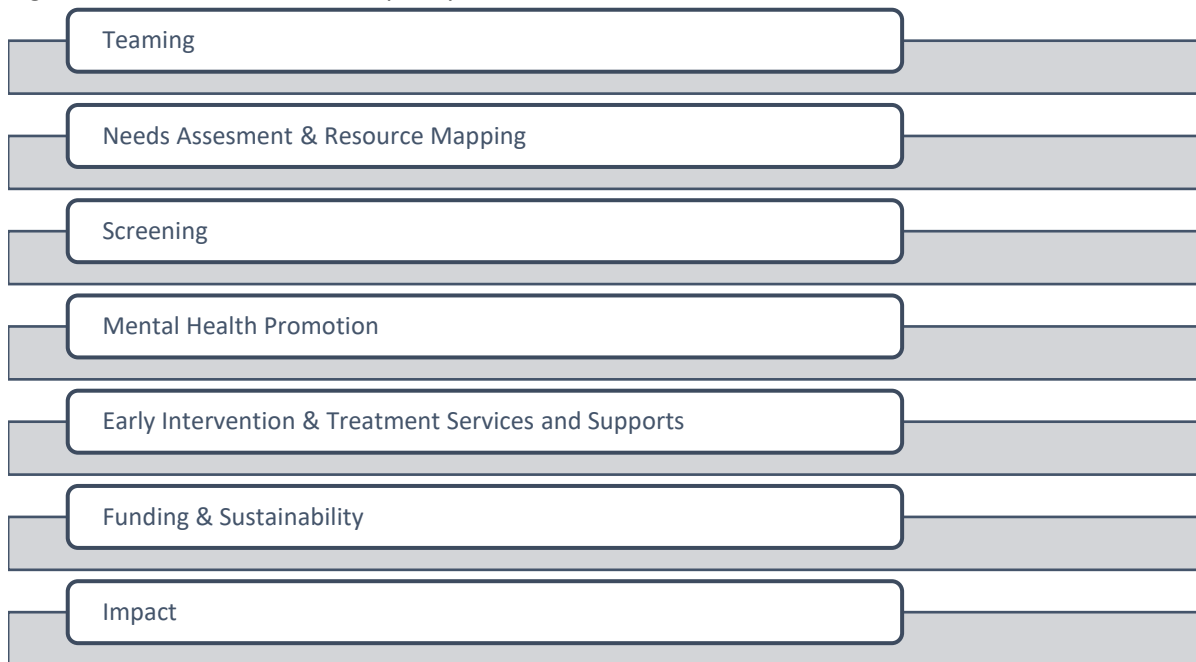 Teaming
Needs Assesment & Resource Mapping
Screening
Mental Health Promotion
Early Intervention & Treatment Services and Supports
Funding & Sustainability
Impact